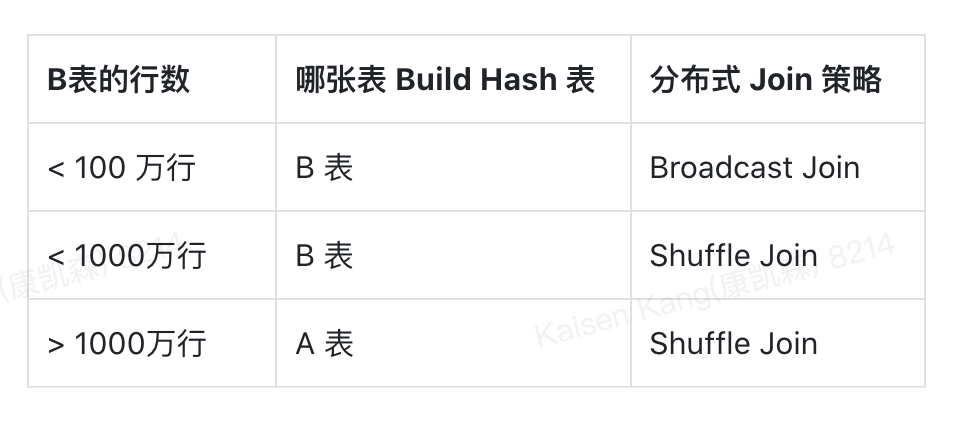 B表的行数 哪张表 Build Hash 表 分布式 Join 策略
< 100 万行 B 表 Broadcast Join
< 1000万行 B 表 Shuffle Join
(康凯森) 8214
Kaisen Kang(康凯森) 8214
> 1000万行 A 表 Shuffle Join